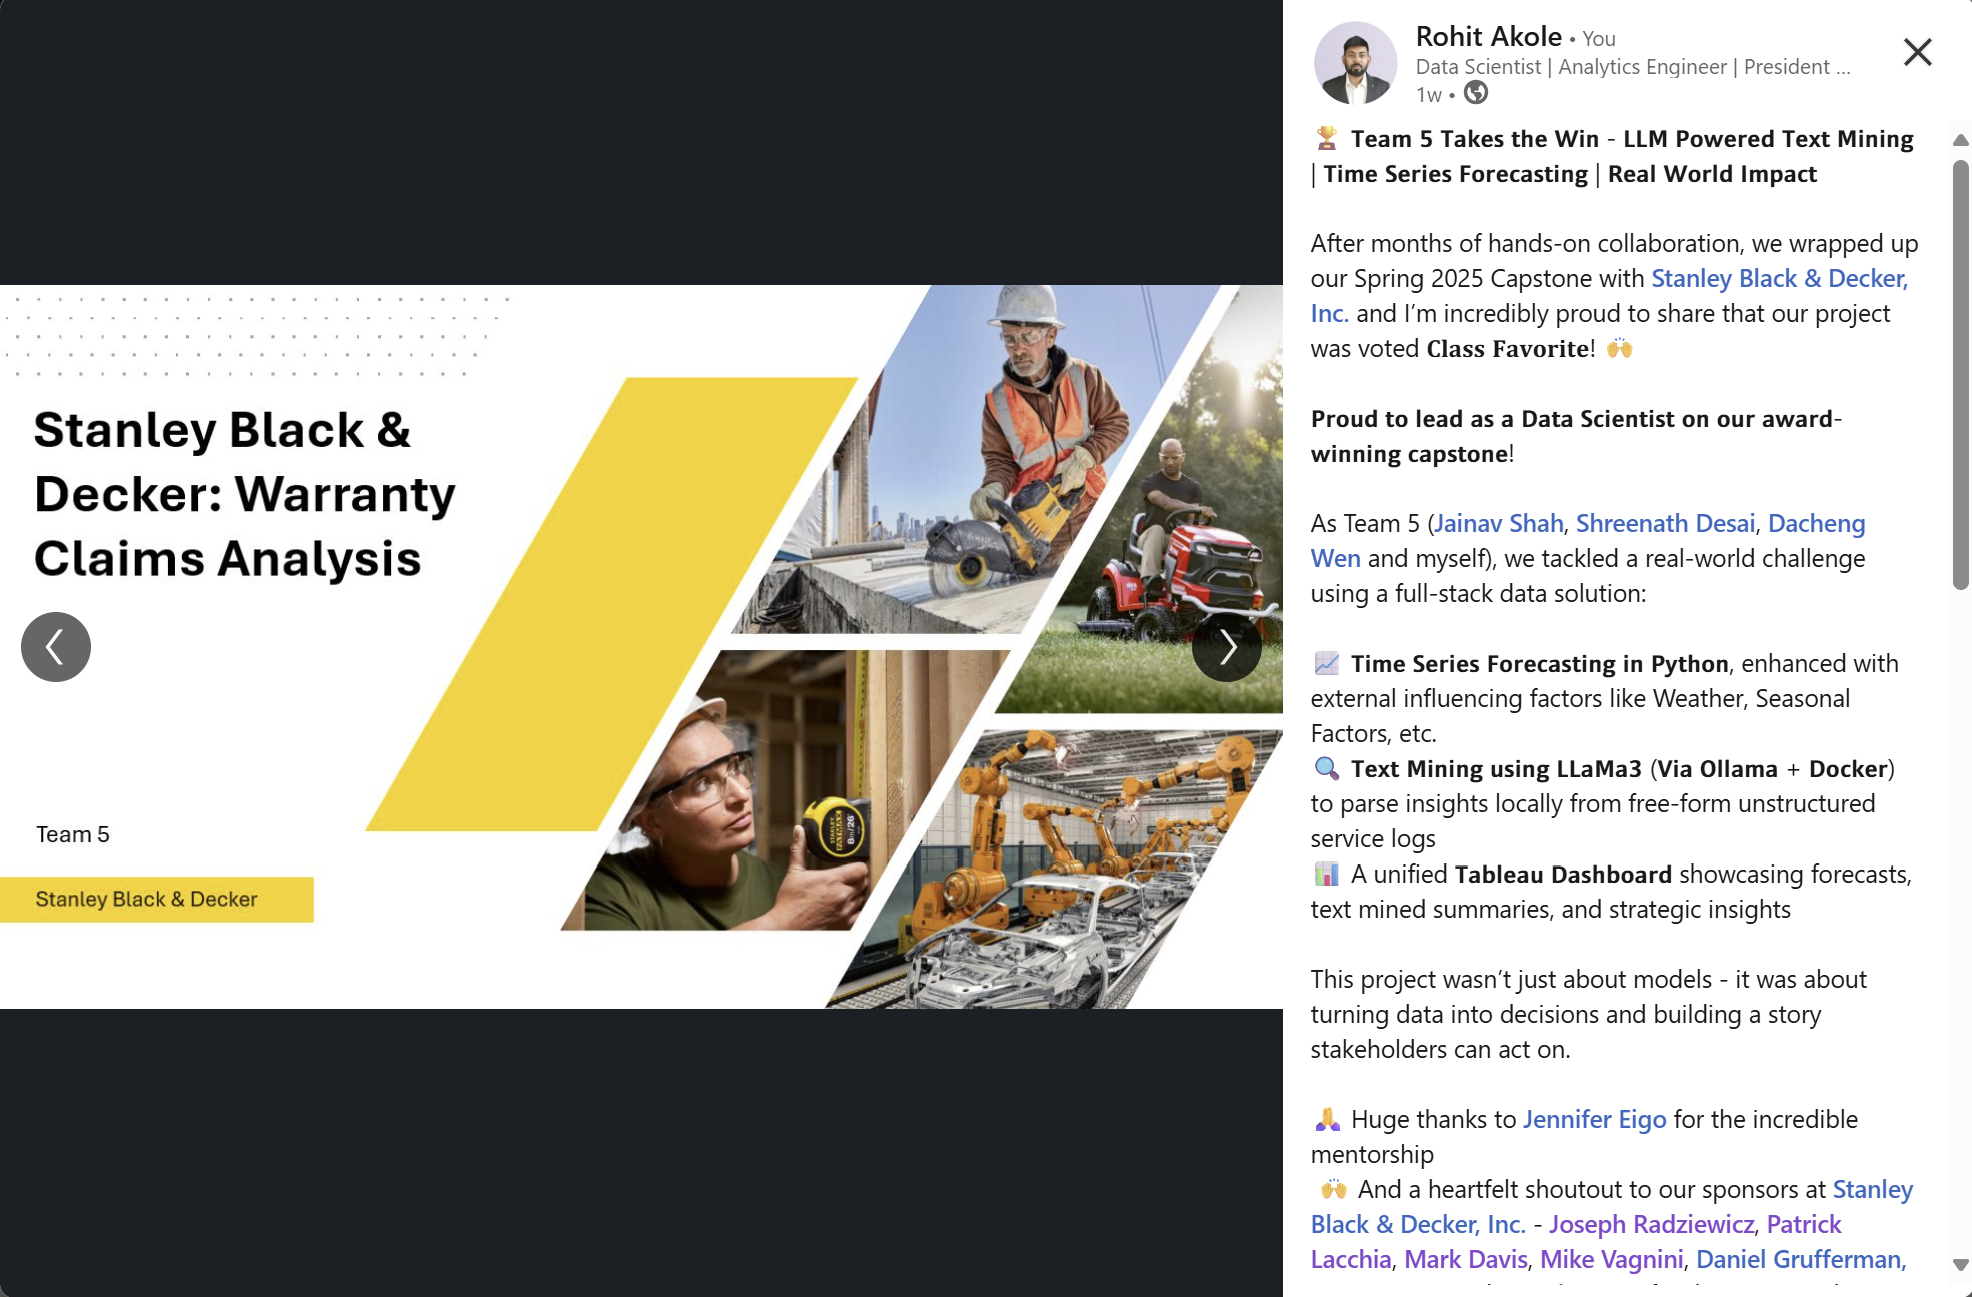 Stanley Black &
Decker: Warranty
Claims Analysis
Team 5
Stanley Black & Decker
Rohit Akole • You
Data Scientist | Analytics Engineer | President ...
1w •
🏆 Team 5 Takes the Win - LLM Powered Text Mining
| Time Series Forecasting | Real World Impact
After months of hands-on collaboration, we wrapped up
our Spring 2025 Capstone with Stanley Black & Decker,
Inc. and I’m incredibly proud to share that our project
was voted Class Favorite! 🙌
Proud to lead as a Data Scientist on our award-
winning capstone!
As Team 5 (Jainav Shah, Shreenath Desai, Dacheng
Wen and myself), we tackled a real-world challenge
using a full-stack data solution:
📈 Time Series Forecasting in Python, enhanced with
external influencing factors like Weather, Seasonal
Factors, etc.
🔍 Text Mining using LLaMa3 (Via Ollama + Docker)
to parse insights locally from free-form unstructured
service logs
📊 A unified Tableau Dashboard showcasing forecasts,
text mined summaries, and strategic insights
This project wasn’t just about models - it was about
turning data into decisions and building a story
stakeholders can act on.
🙏 Huge thanks to Jennifer Eigo for the incredible
mentorship
🙌 And a heartfelt shoutout to our sponsors at Stanley
Black & Decker, Inc. - Joseph Radziewicz, Patrick
Lacchia, Mark Davis, Mike Vagnini, Daniel Grufferman,